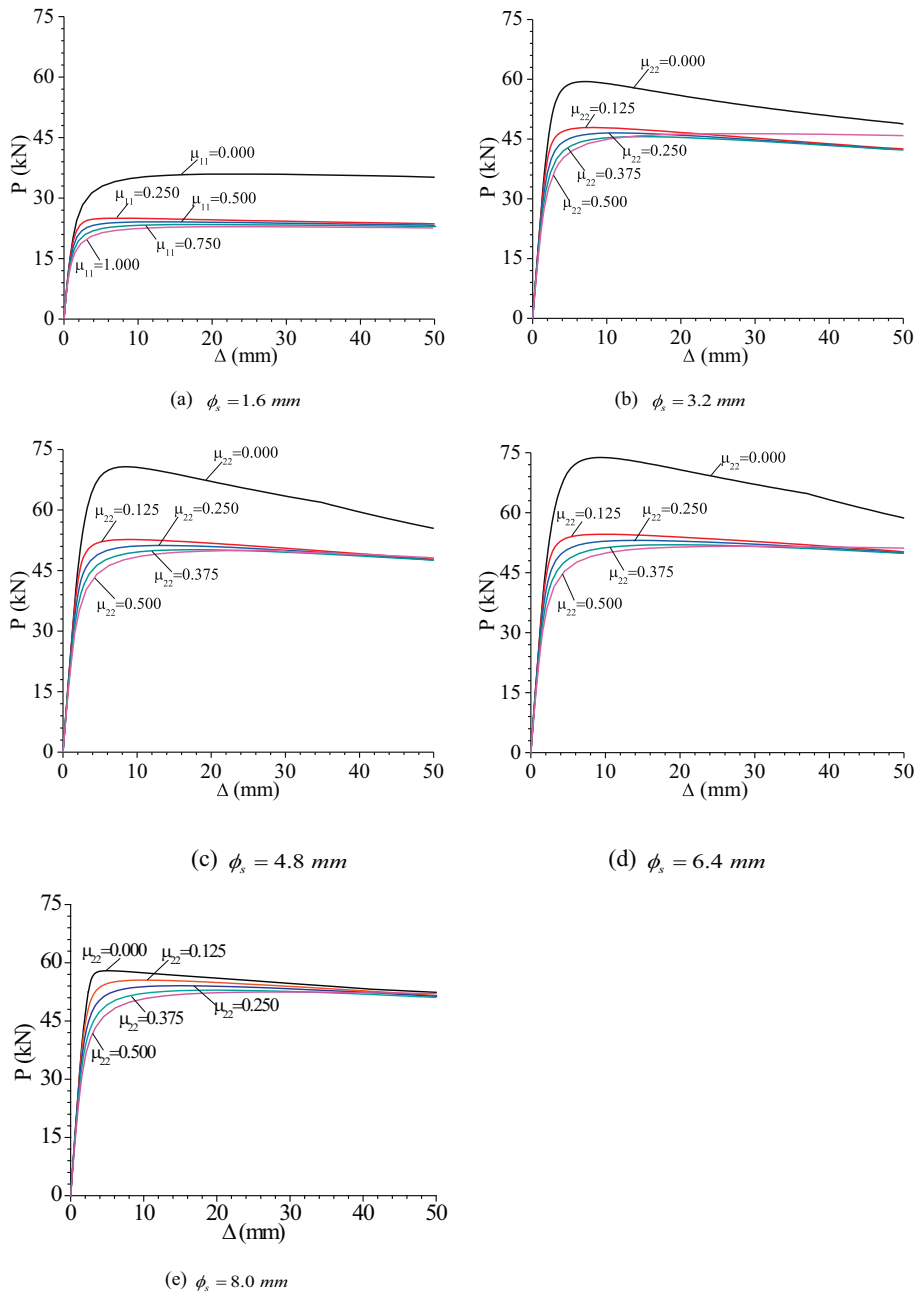 75
60
45
30
15
0
P (kN)
μ11=0.000
μ11=0.250
μ11=0.500
μ11=0.750
μ11=1.000
0 10 20 30 40 50
Δ (mm)
(a) ϕs = 1.6 mm
75
60
45
30
15
0
P (kN)
μ22=0.000
μ22=0.125
μ22=0.250
μ22=0.375
μ22=0.500
0 10 20 30 40 50
Δ (mm)
(b) ϕs = 3.2 mm
75
60
45
30
15
0
P (kN)
μ22=0.000
μ22=0.125
μ22=0.250
μ22=0.375
μ22=0.500
0 10 20 30 40 50
Δ (mm)
(c) ϕs = 4.8 mm
75
60
45
30
15
0
P (kN)
μ22=0.000
μ22=0.125
μ22=0.250
μ22=0.375
μ22=0.500
0 10 20 30 40 50
Δ (mm)
(d) ϕs = 6.4 mm
75
60
45
30
15
0
P (kN)
μ22=0.000
μ22=0.125
μ22=0.250
μ22=0.375
μ22=0.500
0 10 20 30 40 50
Δ (mm)
(e) ϕs = 8.0 mm